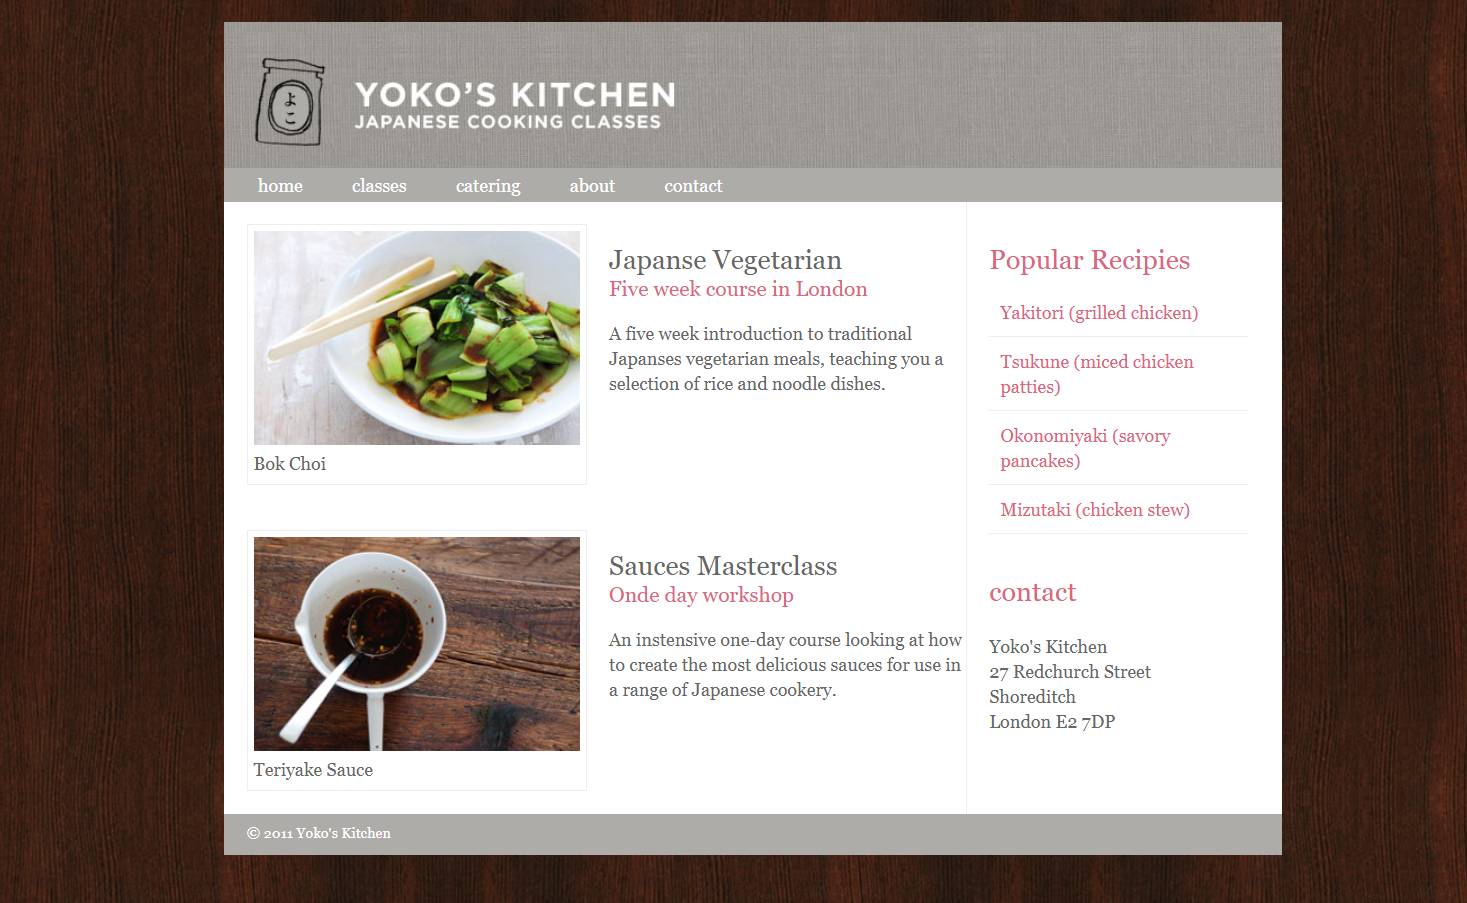 よ
こ
YOKO'S KITCHEN
JAPANESE COOKING CLASSES
home classes catering about contact
Bok Choi
Japanse Vegetarian
Five week course in London
A five week introduction to traditional
Japanses vegetarian meals, teaching you a
selection of rice and noodle dishes.
Teriyake Sauce
Sauces Masterclass
Onde day workshop
An instensive one-day course looking at how
to create the most delicious sauces for use in
a range of Japanese cookery.
Popular Recipies
Yakitori (grilled chicken)
Tsukune (miced chicken
patties)
Okonomiyaki (savory
pancakes)
Mizutaki (chicken stew)
contact
Yoko's Kitchen
27 Redchurch Street
Shoreditch
London E2 7DP
© 2011 Yoko's Kitchen